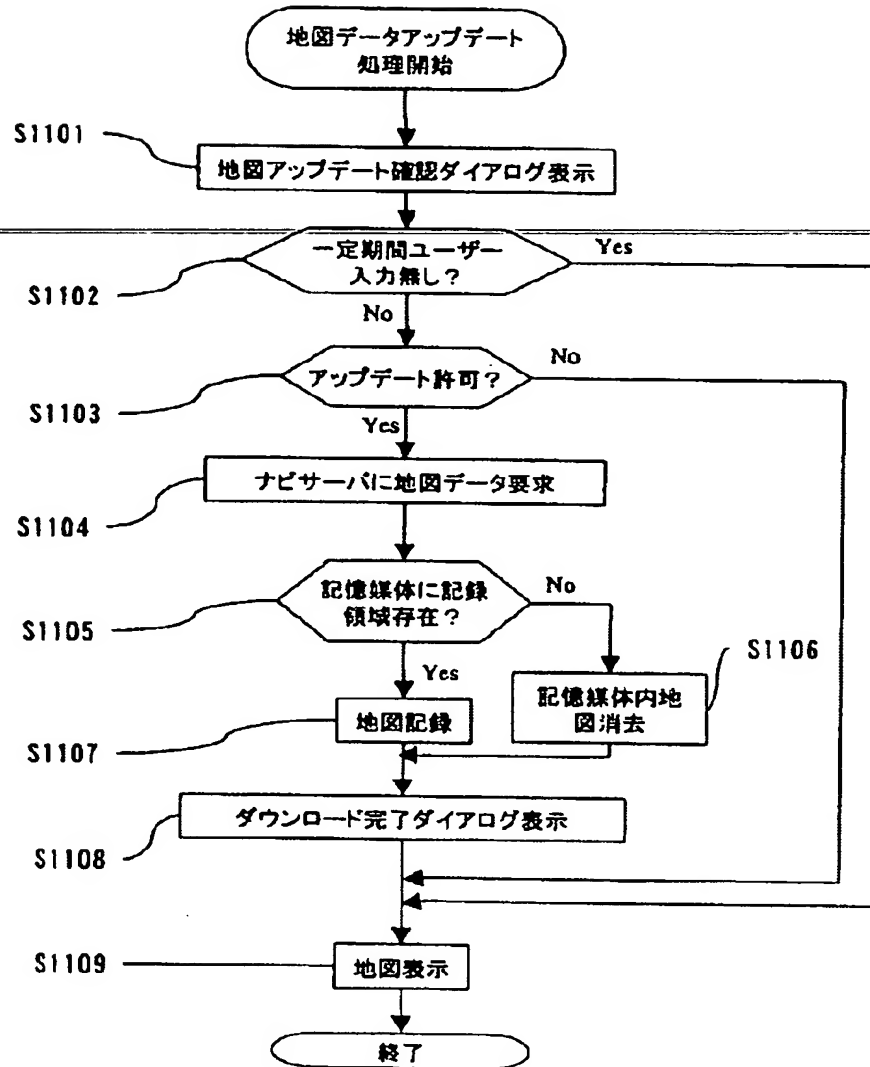 地図データアップデート
処理開始
S1101
地図アップデート確認ダイアログ表示
一定期間ユーザー
入力無し?
Yes
S1102
No
アップデート許可?
No
S1103
Yes
ナビサーバに地図データ要求
S1104
記憶媒体に記録
領域存在?
No
S1105
S1106
Yes
記憶媒体内地
図消去
地図記録
S1107
ダウンロード完了ダイアログ表示
S1108
地図表示
S1109
終了